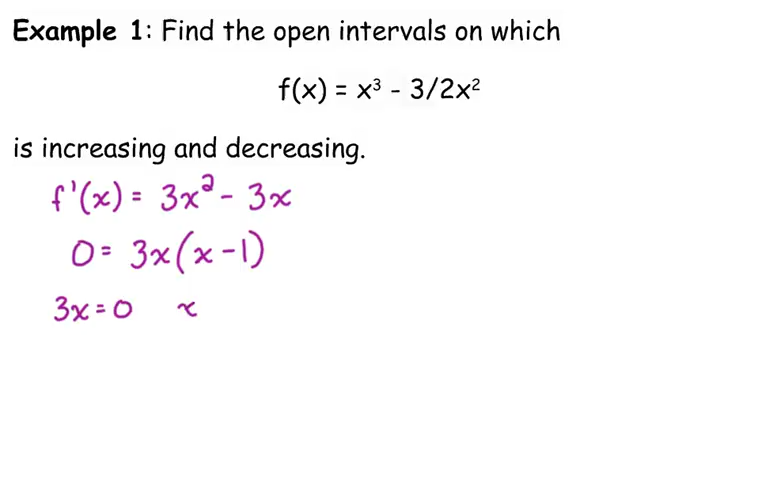 Example 1: Find the open intervals on which
f(x) = x³ - 3/2x²
is increasing and decreasing.
f'(x) = 3x² - 3x
0 = 3x(x - 1)
3x = 0 x